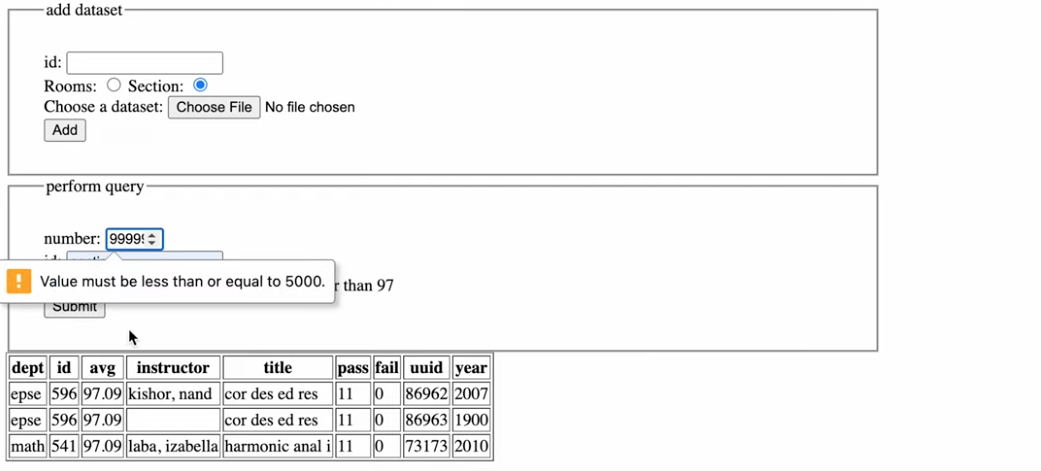 add dataset
id:
Rooms: Section:
Choose a dataset: Choose File No file chosen
Add
perform query
number: 9999
id:
Value must be less than or equal to 5000.
than 97
Submit
dept id avg instructor title pass fail uuid year
epse 596 97.09 kishor, nand cor des ed res 11 0 86962 2007
epse 596 97.09 cor des ed res 11 0 86963 1900
math 541 97.09 laba, izabella harmonic anal i 11 0 73173 2010